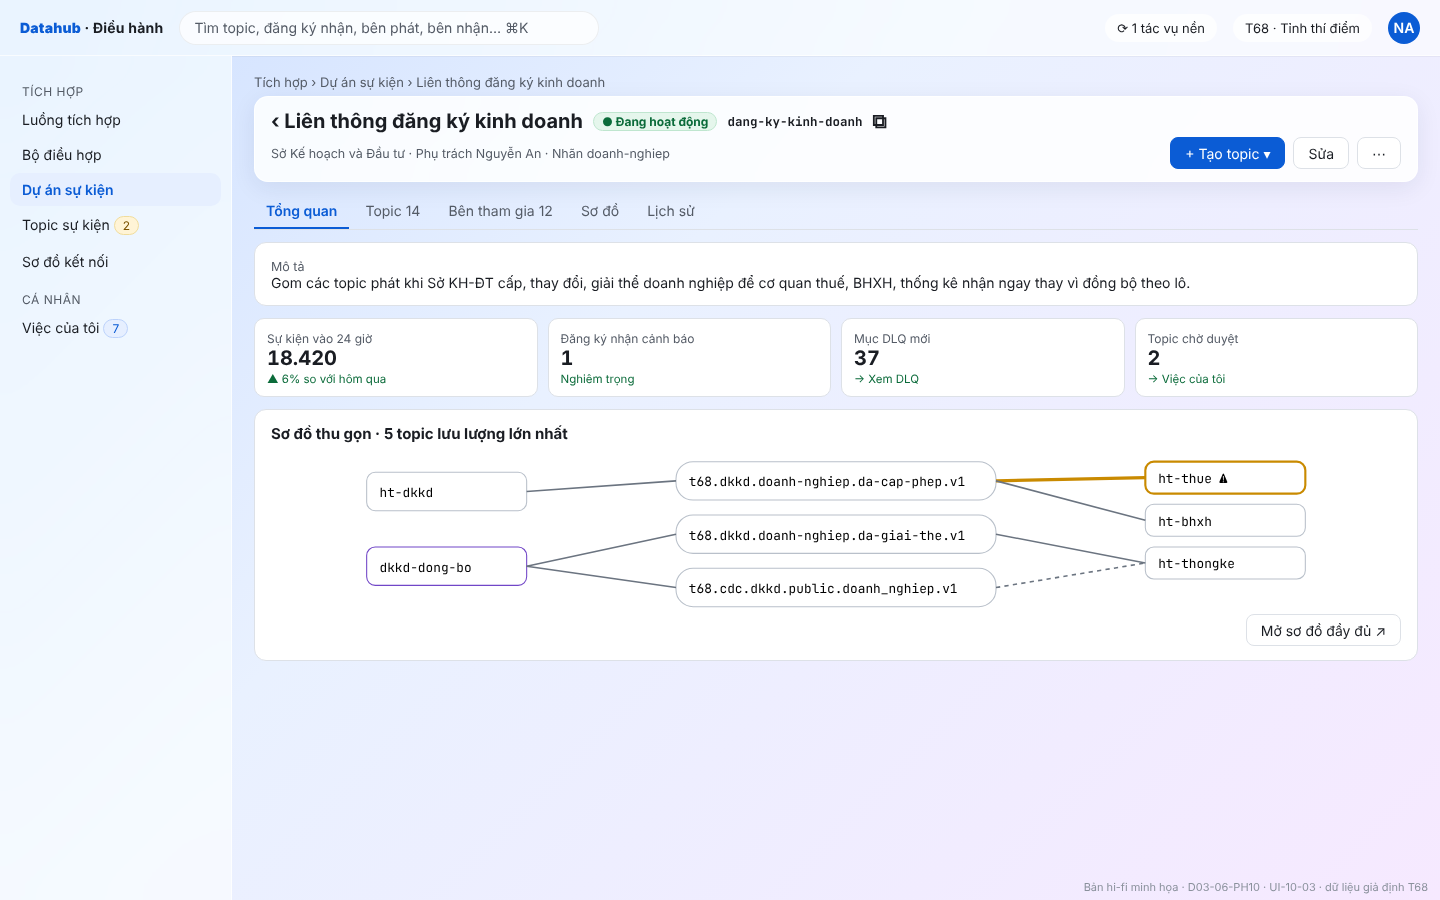 Datahub · Điều hành
Tìm topic, đăng ký nhận, bên phát, bên nhận... ⌘K
⟳ 1 tác vụ nền
T68 · Tỉnh thí điểm
NA
TÍCH HỢP
Luồng tích hợp
Bộ điều hợp
Dự án sự kiện
Topic sự kiện 2
Sơ đồ kết nối
CÁ NHÂN
Việc của tôi 7
Tích hợp › Dự án sự kiện › Liên thông đăng ký kinh doanh
‹ Liên thông đăng ký kinh doanh ● Đang hoạt động dang-ky-kinh-doanh
Sở Kế hoạch và Đầu tư · Phụ trách Nguyễn An · Nhãn doanh-nghiep
+ Tạo topic ▾
Sửa
⋯
Tổng quan
Topic 14
Bên tham gia 12
Sơ đồ
Lịch sử
Mô tả
Gom các topic phát khi Sở KH-ĐT cấp, thay đổi, giải thể doanh nghiệp để cơ quan thuế, BHXH, thống kê nhận ngay thay vì đồng bộ theo lô.
Sự kiện vào 24 giờ
18.420
▲ 6% so với hôm qua
Đăng ký nhận cảnh báo
1
Nghiêm trọng
Mục DLQ mới
37
→ Xem DLQ
Topic chờ duyệt
2
→ Việc của tôi
Sơ đồ thu gọn · 5 topic lưu lượng lớn nhất
ht-dkkd
dkkd-dong-bo
t68.dkkd.doanh-nghiep.da-cap-phep.v1
t68.dkkd.doanh-nghiep.da-giai-the.v1
t68.cdc.dkkd.public.doanh_nghiep.v1
ht-thue ⚠
ht-bhxh
ht-thongke
Mở sơ đồ đầy đủ ↗
Bản hi-fi minh họa · D03-06-PH10 · UI-10-03 · dữ liệu giả định T68